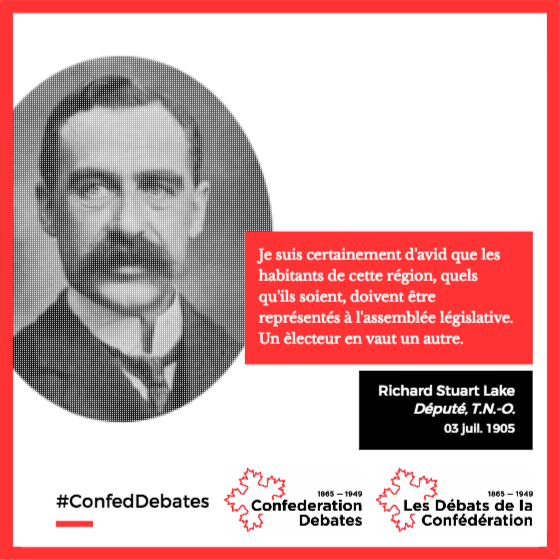 Je suis certainement d'avid que les
habitants de cette région, quels
qu'ils soient, doivent être
représentés à l'assemblée législative.
Un èlecteur en vaut un autre.
Richard Stuart Lake
Député, T.N.-O.
03 juil. 1905
#ConfedDebates
1865 — 1949
Confederation
Debates
1865 — 1949
Les Débats de la
Confédération